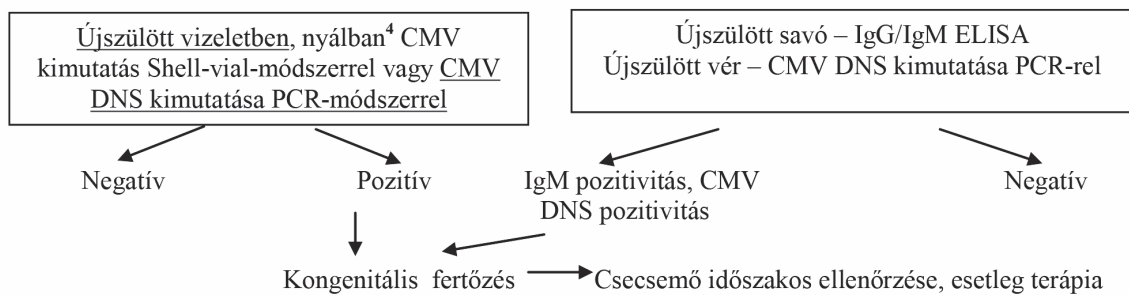 Újszülött vizeletben, nyálban4 CMV
kimutatás Shell-vial-módszerrel vagy CMV
DNS kimutatása PCR-módszerrel
Újszülött savó – IgG/IgM ELISA
Újszülött vér – CMV DNS kimutatása PCR-rel
Negatív
Pozitív
IgM pozitivitás, CMV
DNS pozitivitás
Negatív
Kongenitális fertőzés
Csecsemő időszakos ellenőrzése, esetleg terápia